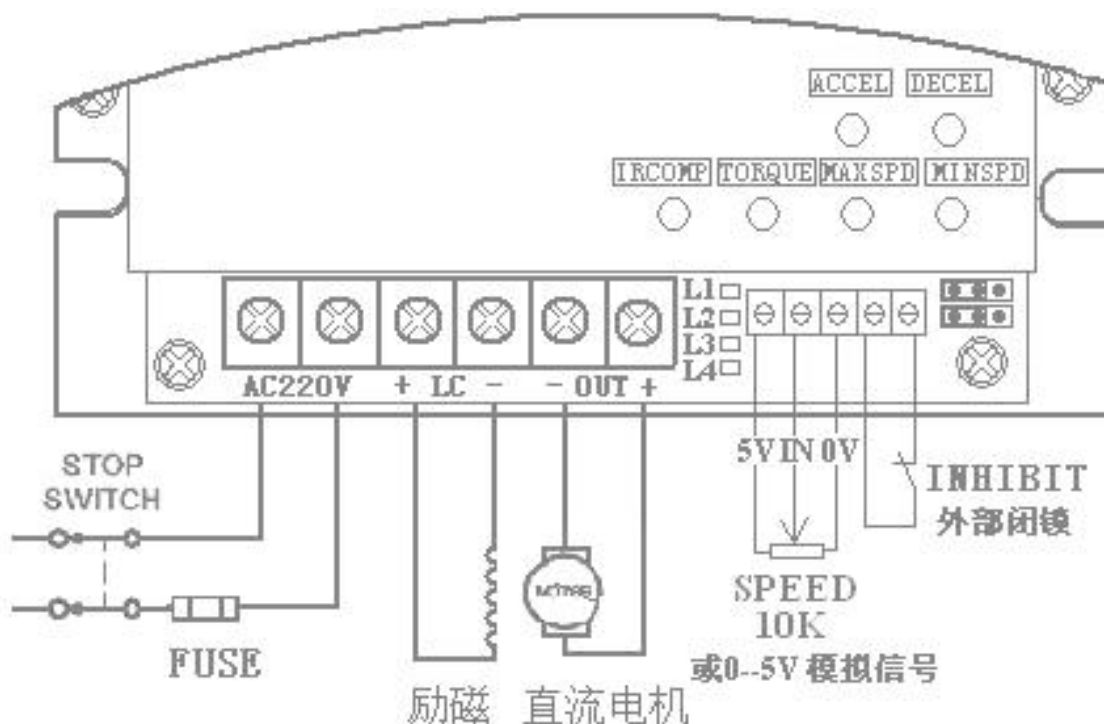 ACCEL DECEL
IRCOMP TORQUE MAXSPD MINSPD
L1
L2
L3
L4
AC220V + LC - - OUT +
5V IN 0V
STOP
SWITCH
INHIBIT
外部闭锁
SPEED
10K
FUSE
或0--5V 模拟信号
励磁 直流电机